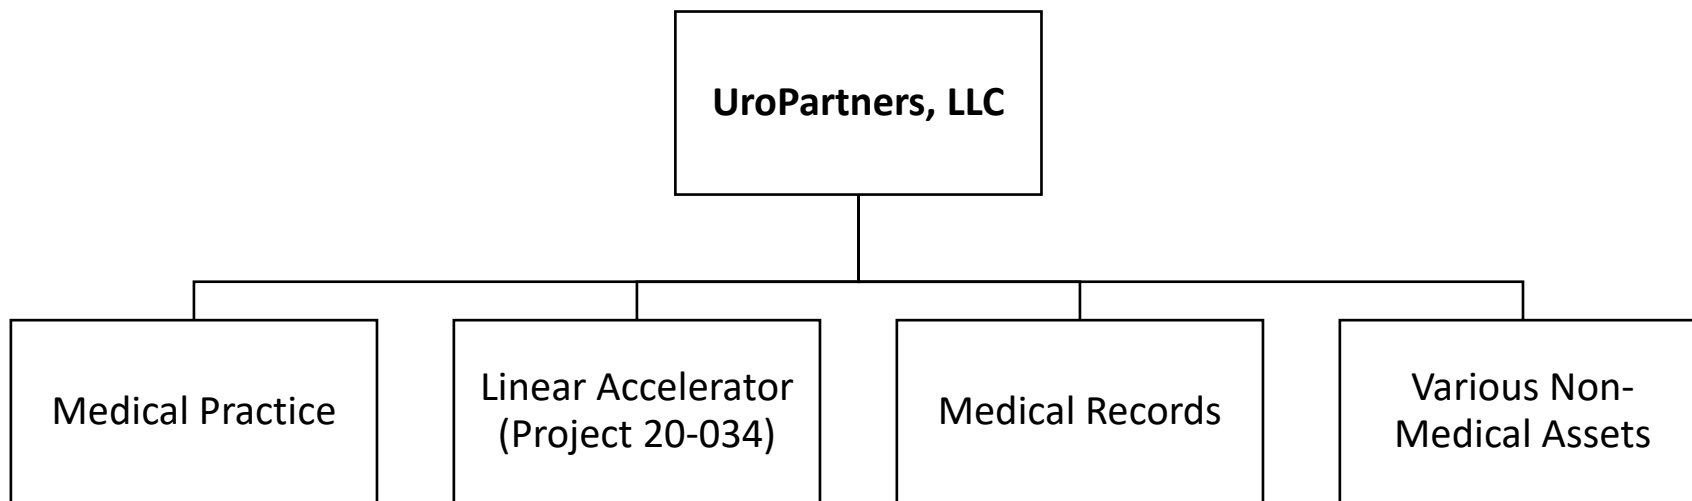 UroPartners, LLC
Medical Practice
Linear Accelerator
(Project 20-034)
Medical Records
Various Non-
Medical Assets